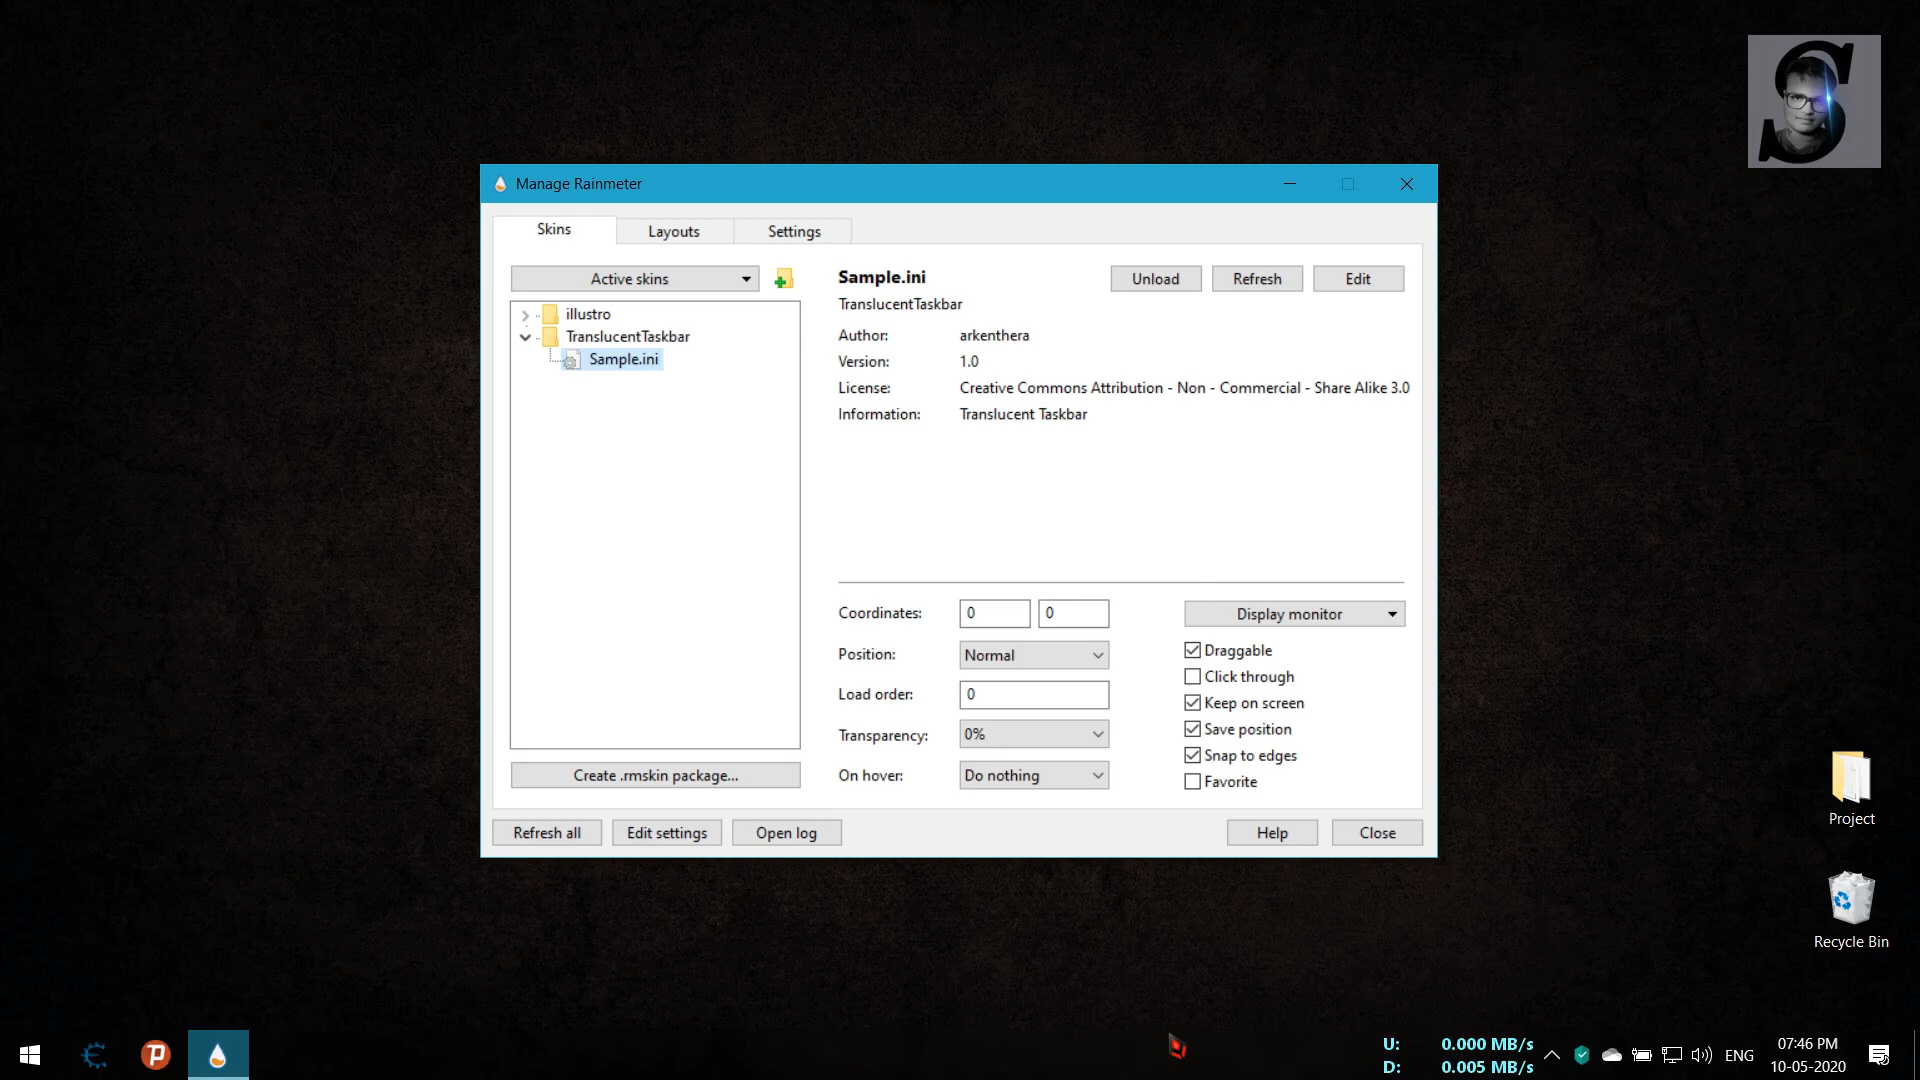 Manage Rainmeter
Skins
Layouts
Settings
Active skins
illustro
TranslucentTaskbar
Sample.ini
Create .rmskin package...
Sample.ini
Unload
Refresh
Edit
TranslucentTaskbar
Author: arkenthera
Version: 1.0
License: Creative Commons Attribution - Non - Commercial - Share Alike 3.0
Information: Translucent Taskbar
Coordinates: 0 0
Position: Normal
Load order: 0
Transparency: 0%
On hover: Do nothing
Display monitor
Draggable
Click through
Keep on screen
Save position
Snap to edges
Favorite
Refresh all
Edit settings
Open log
Help
Close
Project
Recycle Bin
U: 0.000 MB/s
D: 0.005 MB/s
ENG
07:46 PM
10-05-2020